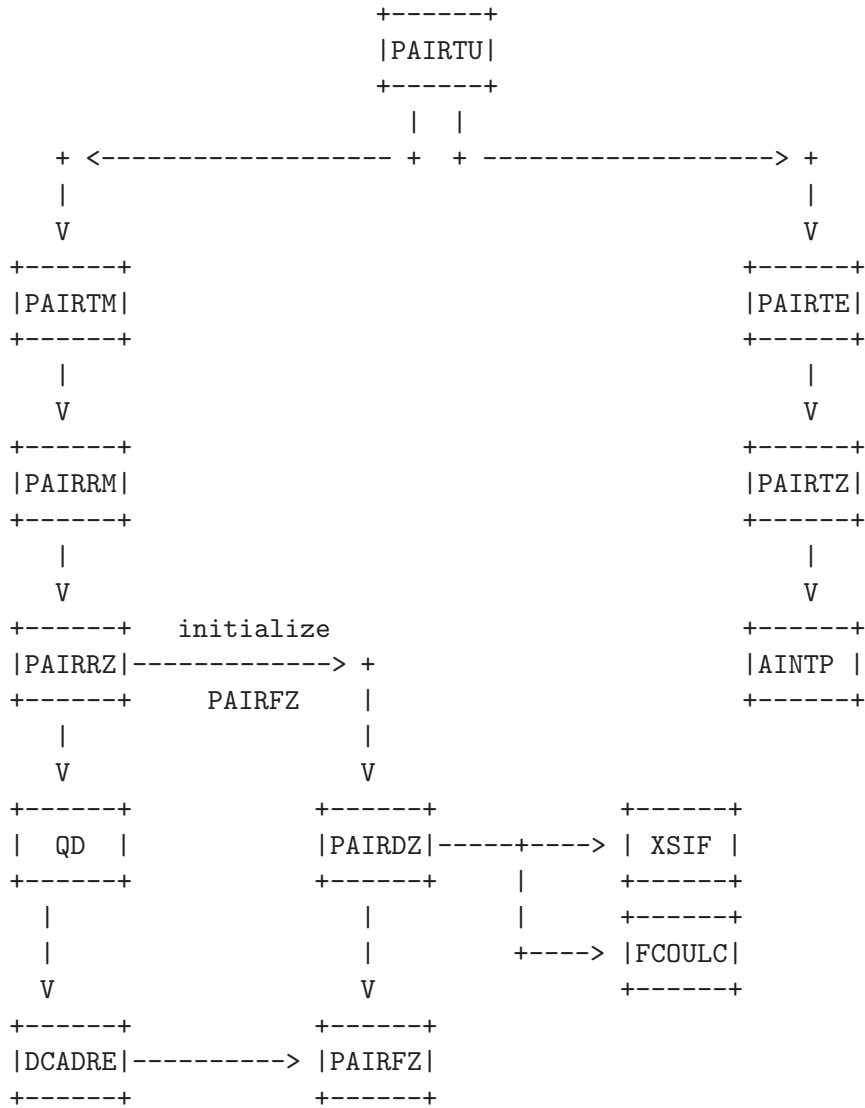 PAIRTU
PAIRTM PAIRTE
PAIRRM PAIRTZ
initialize
PAIRRZ AINTP
PAIRFZ
QD PAIRDZ XSIF
FCOULC
DCADRE PAIRFZ